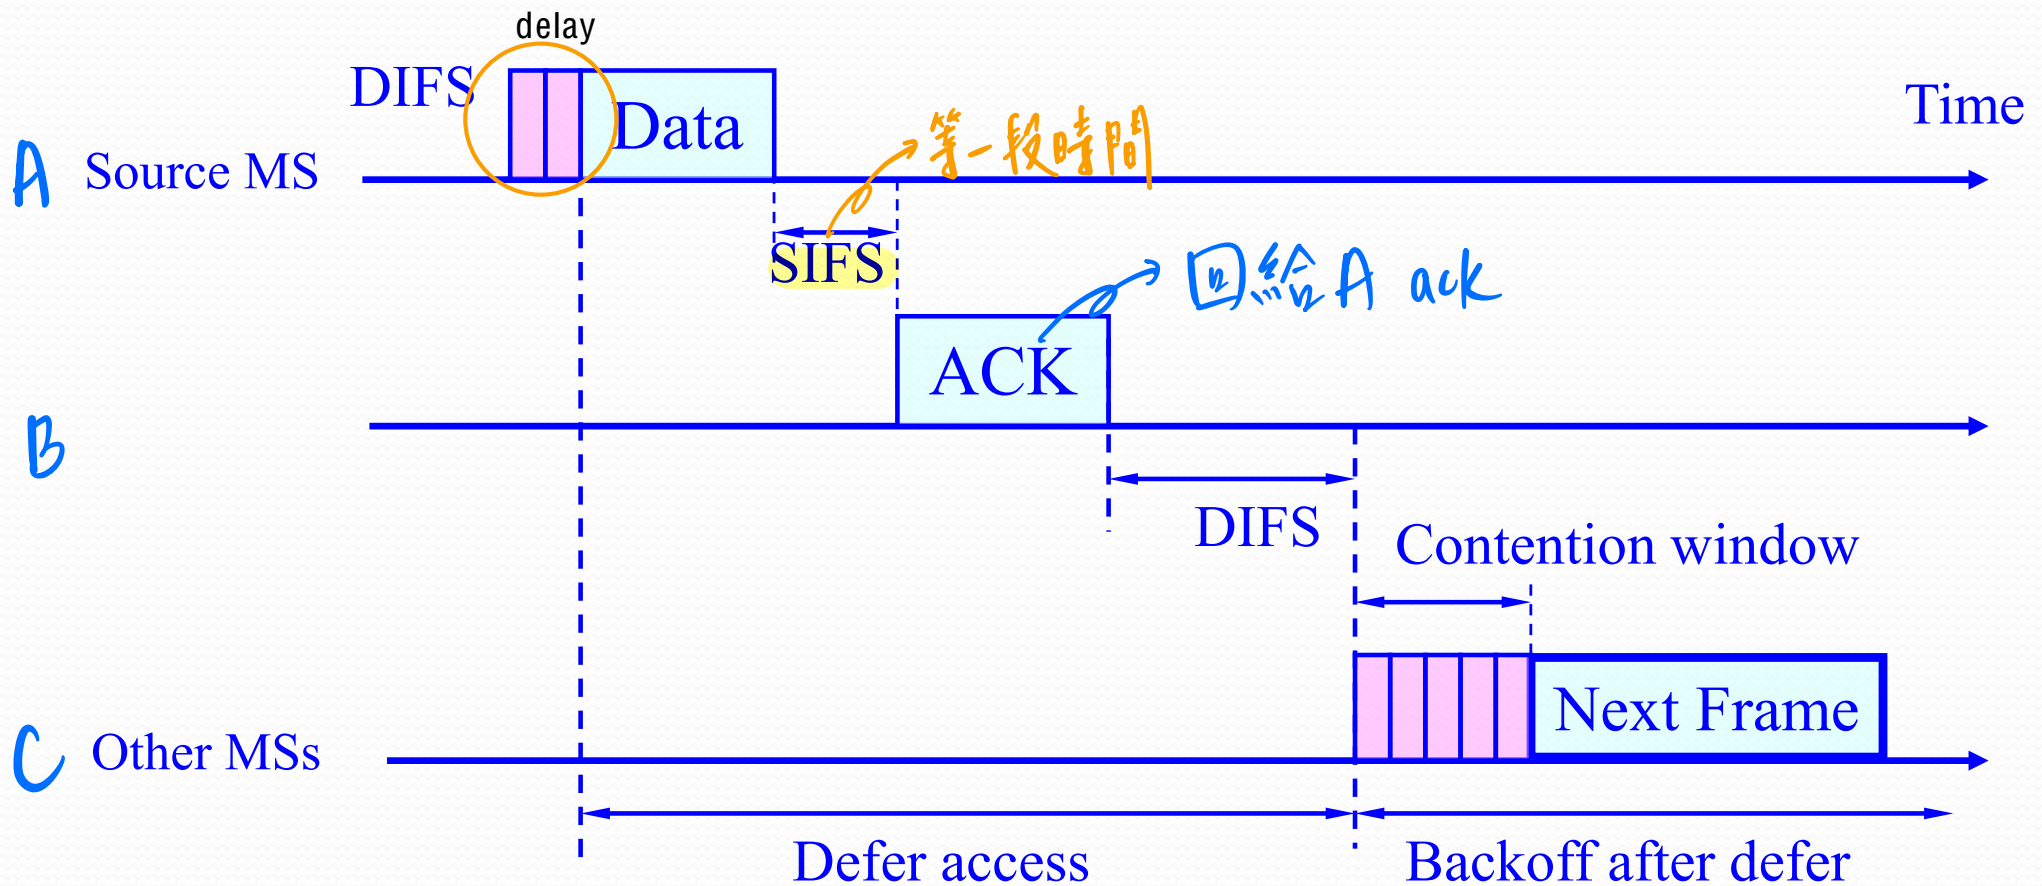 delay
DIFS
Data
Time
A Source MS
等一段時間
SIFS
回給A ack
ACK
B
DIFS
Contention window
Next Frame
C Other MSs
Defer access
Backoff after defer